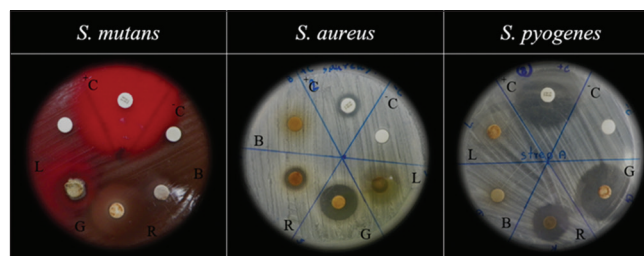 S. mutans S. aureus S. pyogenes
+C -C L B G R
+C -C B L R G
+C -C L G B R
strep A